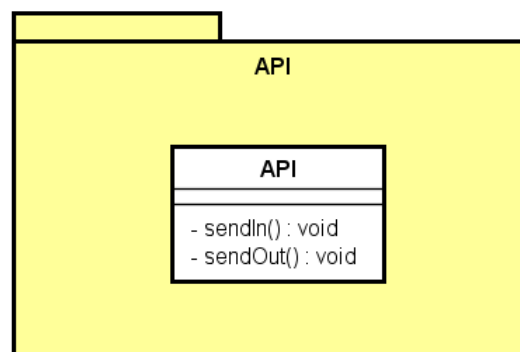 API
API
- sendIn() : void
- sendOut() : void